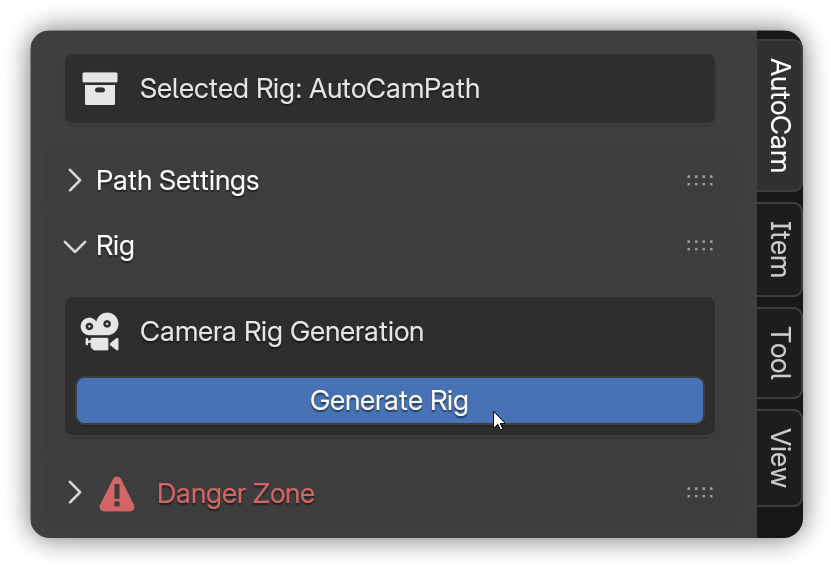 Selected Rig: AutoCamPath
Path Settings
Rig
Camera Rig Generation
Generate Rig
Danger Zone
AutoCam
Item
Tool
View